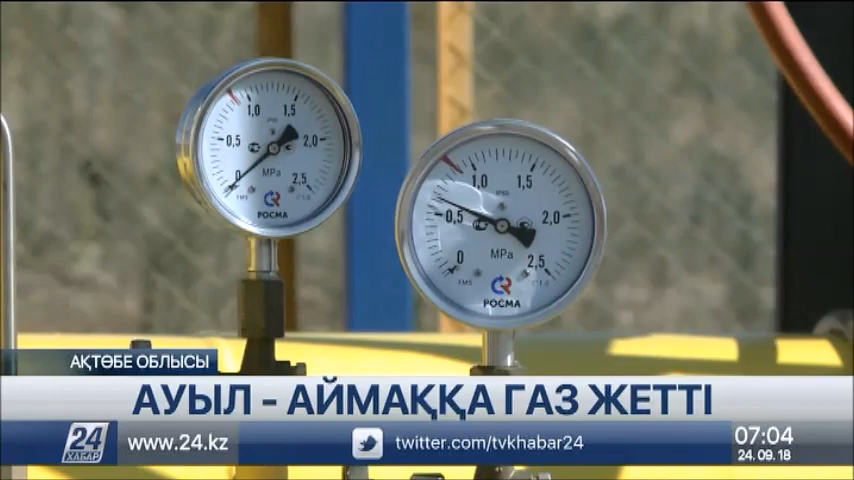 1,0 1,5
0,5 2,0
MPa
0 2,5
РОСМА
1,0 1,5
0,5 2,0
MPa
0 2,5
РОСМА
АҚТӨБЕ ОБЛЫСЫ
АУЫЛ - АЙМАҚҚА ГАЗ ЖЕТТІ
24
ХАБАР
www.24.kz
twitter.com/tvkhabar24
07:04
24.09.18